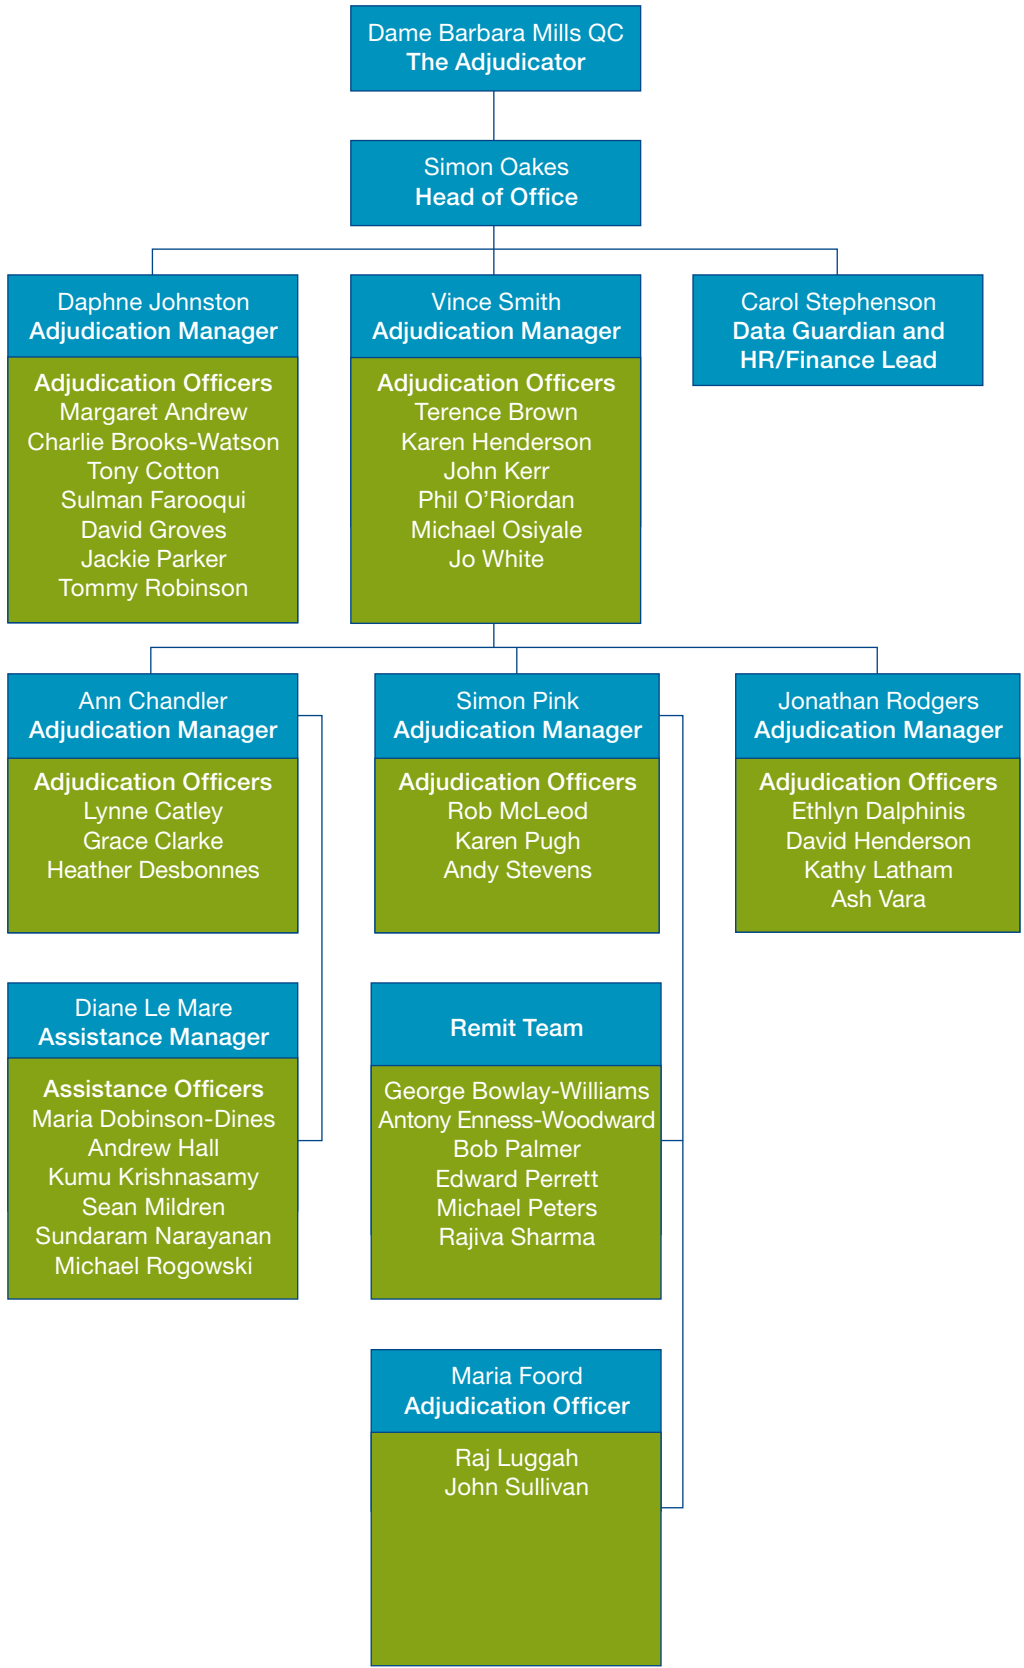 Dame Barbara Mills QC
The Adjudicator
Simon Oakes
Head of Office
Daphne Johnston
Adjudication Manager
Adjudication Officers
Margaret Andrew
Charlie Brooks-Watson
Tony Cotton
Sulman Farooqui
David Groves
Jackie Parker
Tommy Robinson
Vince Smith
Adjudication Manager
Adjudication Officers
Terence Brown
Karen Henderson
John Kerr
Phil O’Riordan
Michael Osiyale
Jo White
Carol Stephenson
Data Guardian and
HR/Finance Lead
Ann Chandler
Adjudication Manager
Adjudication Officers
Lynne Catley
Grace Clarke
Heather Desbonnes
Simon Pink
Adjudication Manager
Adjudication Officers
Rob McLeod
Karen Pugh
Andy Stevens
Jonathan Rodgers
Adjudication Manager
Adjudication Officers
Ethlyn Dalphinis
David Henderson
Kathy Latham
Ash Vara
Diane Le Mare
Assistance Manager
Assistance Officers
Maria Dobinson-Dines
Andrew Hall
Kumu Krishnasamy
Sean Mildren
Sundaram Narayanan
Michael Rogowski
Remit Team
George Bowlay-Williams
Antony Enness-Woodward
Bob Palmer
Edward Perrett
Michael Peters
Rajiva Sharma
Maria Foord
Adjudication Officer
Raj Luggah
John Sullivan